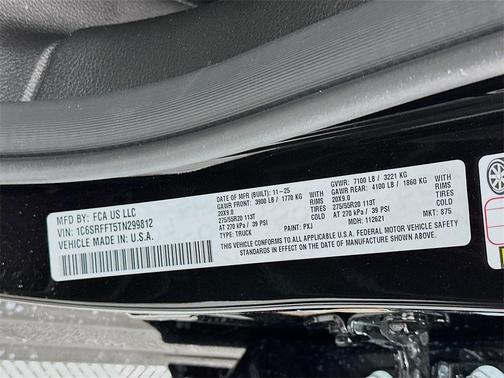 MFD BY: FCA US LLC
VIN: 1C6SRFFT5TN299812
VEHICLE MADE IN U.S.A.
DATE OF MFR (BUILT): 11-25
GAWR FRONT: 3900 LB / 1770 KG
20X9.0 RIMS
TIRES
275/55R20 113T
AT 270 kPa / 39 PSI COLD
TYPE: TRUCK
PAINT: PXJ
MDH: 112621
GVWR: 7100 LB / 3221 KG
GAWR REAR: 4100 LB / 1860 KG
20X9.0 RIMS
TIRES
275/55R20 113T
AT 270 kPa / 39 PSI COLD
MKT: 875
THIS VEHICLE CONFORMS TO ALL APPLICABLE U.S.A. FEDERAL MOTOR VEHICLE SAFETY
STANDARDS IN EFFECT ON THE DATE OF MANUFACTURE SHOWN ABOVE.